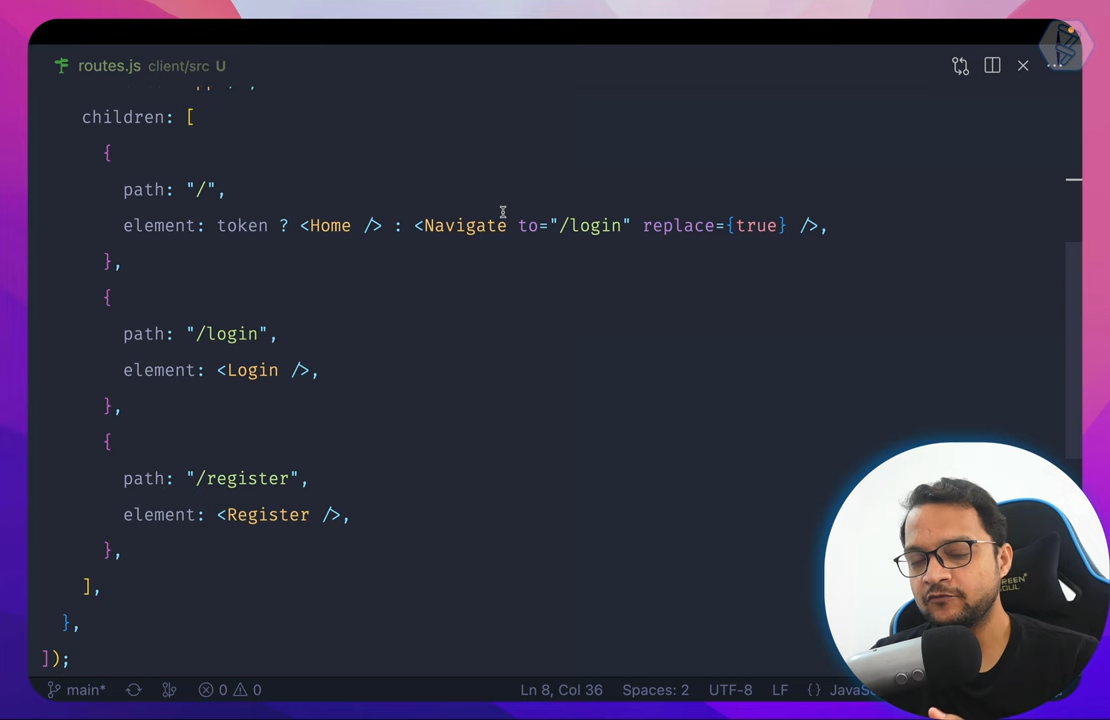 routes.js client/src U
children: [
{
path: "/",
element: token ? <Home /> : <Navigate to="/login" replace={true} />,
},
{
path: "/login",
element: <Login />,
},
{
path: "/register",
element: <Register />,
},
],
},
]);
main* 0 0 Ln 8, Col 36 Spaces: 2 UTF-8 LF {}